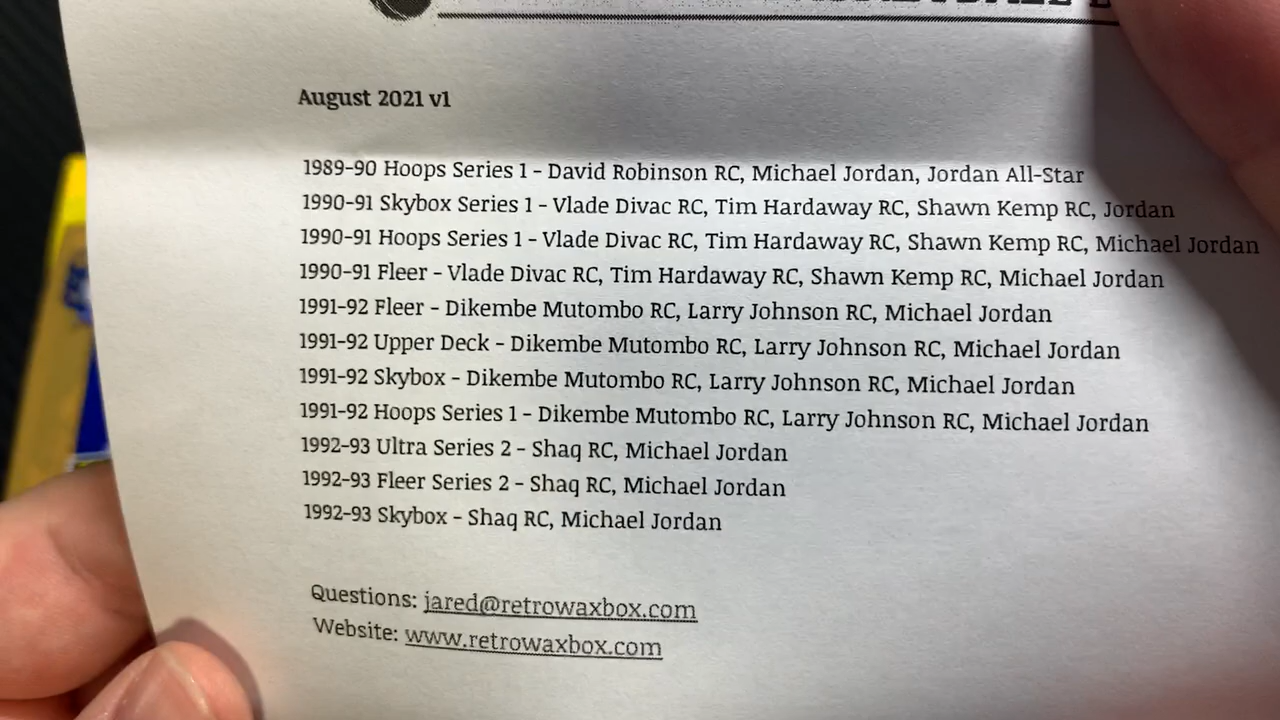 August 2021 v1
1989-90 Hoops Series 1 - David Robinson RC, Michael Jordan, Jordan All-Star
1990-91 Skybox Series 1 - Vlade Divac RC, Tim Hardaway RC, Shawn Kemp RC, Jordan
1990-91 Hoops Series 1 - Vlade Divac RC, Tim Hardaway RC, Shawn Kemp RC, Michael Jordan
1990-91 Fleer - Vlade Divac RC, Tim Hardaway RC, Shawn Kemp RC, Michael Jordan
1991-92 Fleer - Dikembe Mutombo RC, Larry Johnson RC, Michael Jordan
1991-92 Upper Deck - Dikembe Mutombo RC, Larry Johnson RC, Michael Jordan
1991-92 Skybox - Dikembe Mutombo RC, Larry Johnson RC, Michael Jordan
1991-92 Hoops Series 1 - Dikembe Mutombo RC, Larry Johnson RC, Michael Jordan
1992-93 Ultra Series 2 - Shaq RC, Michael Jordan
1992-93 Fleer Series 2 - Shaq RC, Michael Jordan
1992-93 Skybox - Shaq RC, Michael Jordan
Questions: jared@retrowaxbox.com
Website: www.retrowaxbox.com